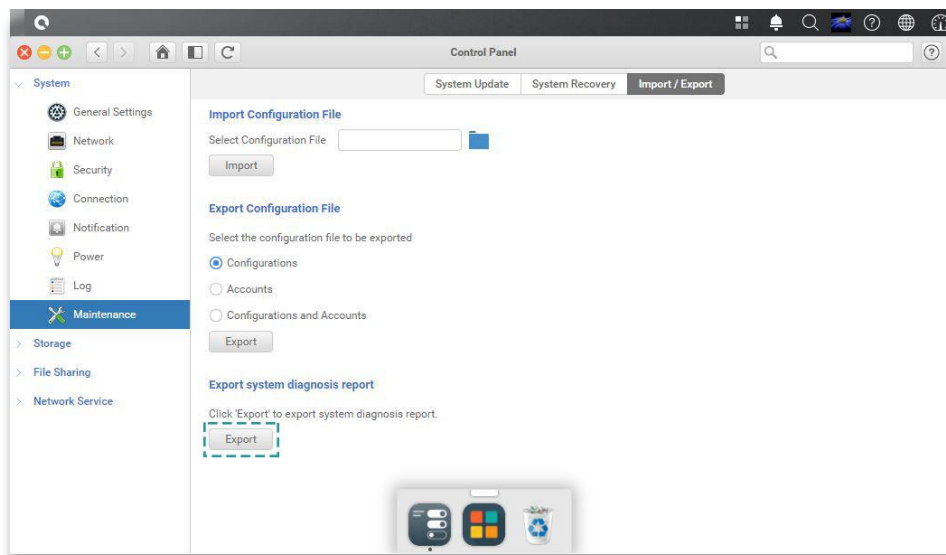 Control Panel
System
General Settings
Network
Security
Connection
Notification
Power
Log
Maintenance
Storage
File Sharing
Network Service
System Update
System Recovery
Import / Export
Import Configuration File
Select Configuration File
Import
Export Configuration File
Select the configuration file to be exported
Configurations
Accounts
Configurations and Accounts
Export
Export system diagnosis report
Click 'Export' to export system diagnosis report.
Export